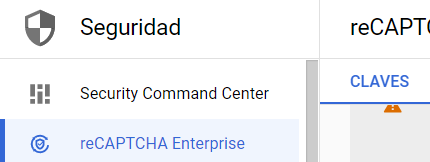 Seguridad
reCAPTC
Security Command Center
CLAVES
reCAPTCHA Enterprise